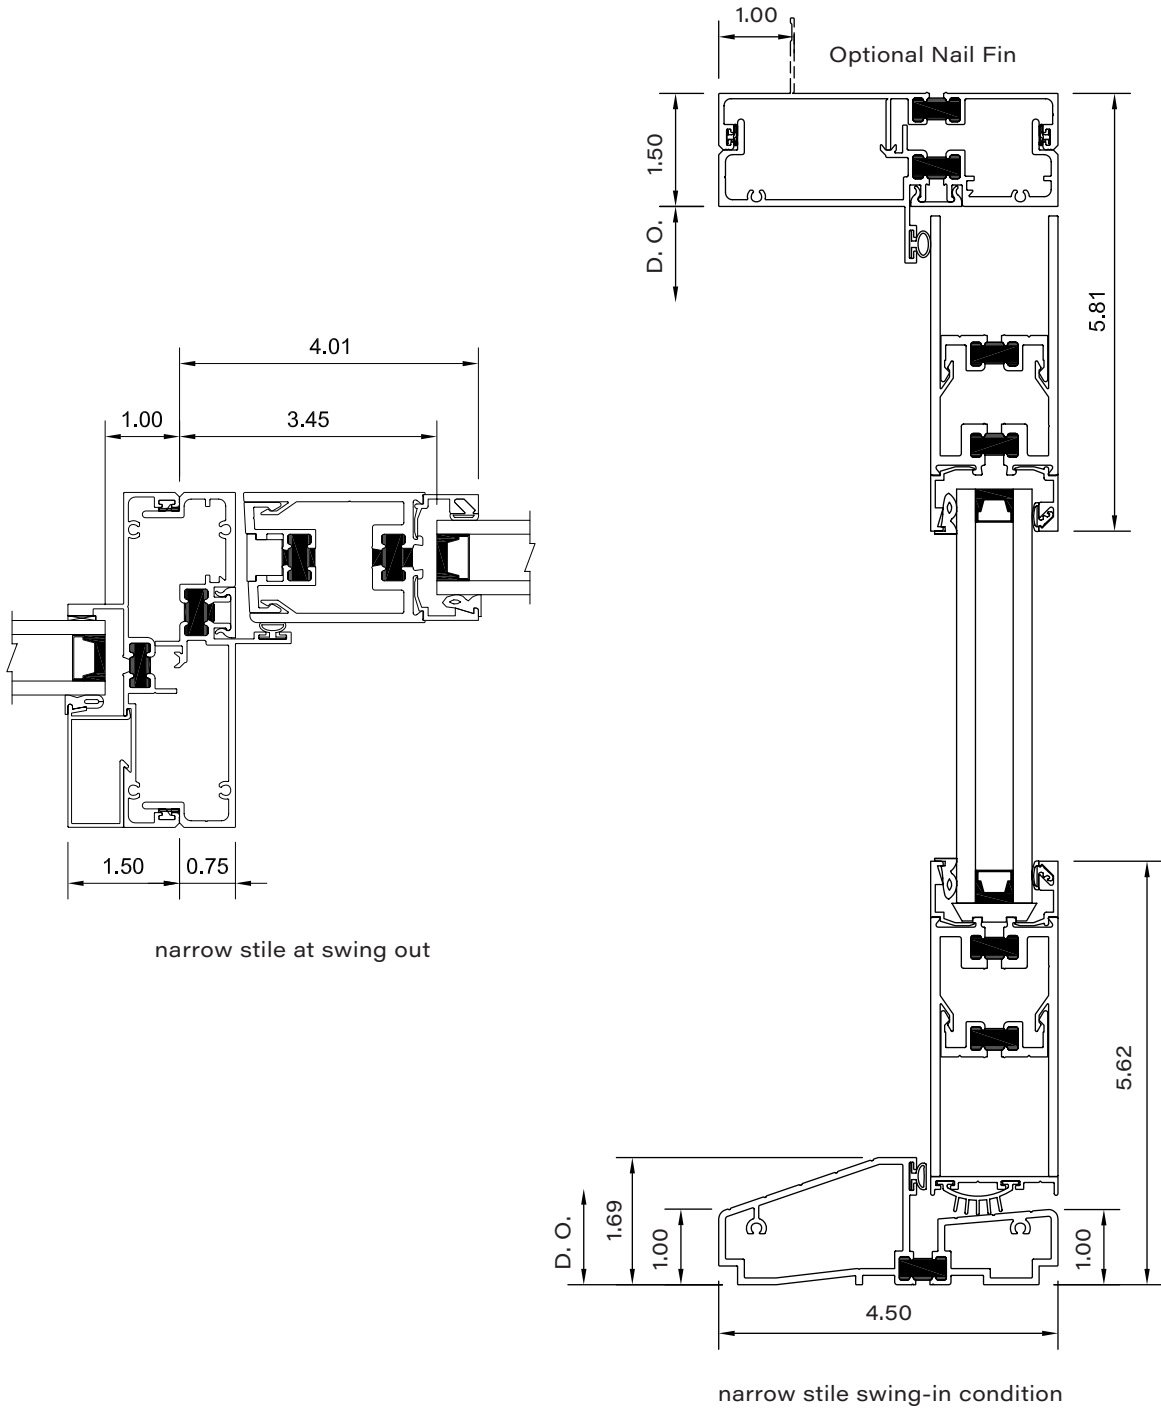 1.00
Optional Nail Fin
1.50
D. O.
5.81
4.01
1.00
3.45
1.50
0.75
narrow stile at swing out
5.62
D. O.
1.69
1.00
1.00
4.50
narrow stile swing-in condition